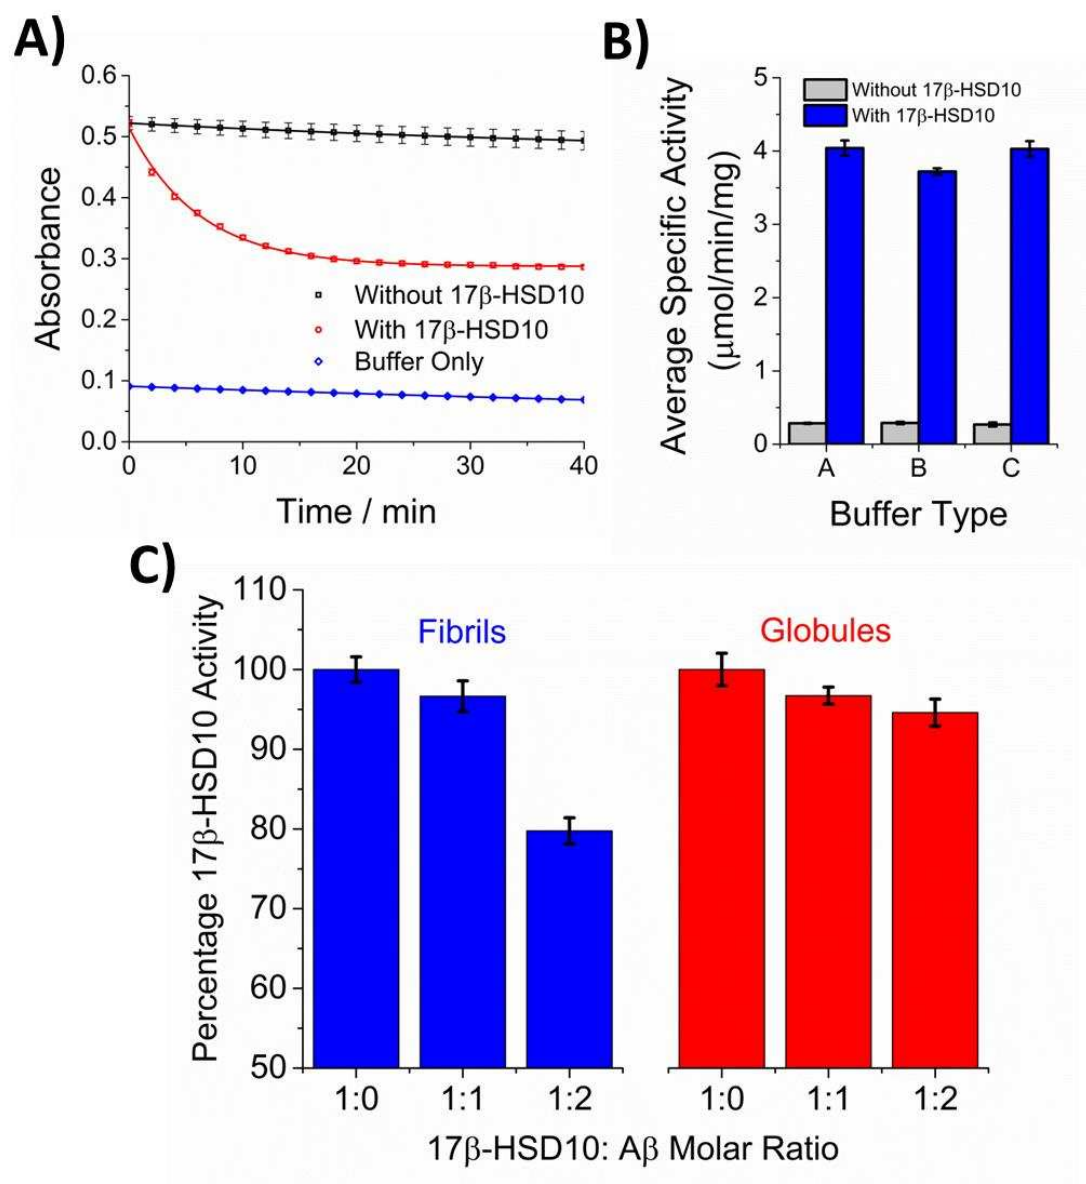 A)
0.6
0.5
0.4
0.3
0.2
0.1
0.0
Absorbance
Without 17β-HSD10
With 17β-HSD10
Buffer Only
0 10 20 30 40
Time / min
B)
5
4
3
2
1
0
Average Specific Activity
(μmol/min/mg)
Without 17β-HSD10
With 17β-HSD10
A B C
Buffer Type
C)
110
100
90
80
70
60
50
Percentage 17β-HSD10 Activity
Fibrils
Globules
1:0 1:1 1:2 1:0 1:1 1:2
17β-HSD10: Aβ Molar Ratio